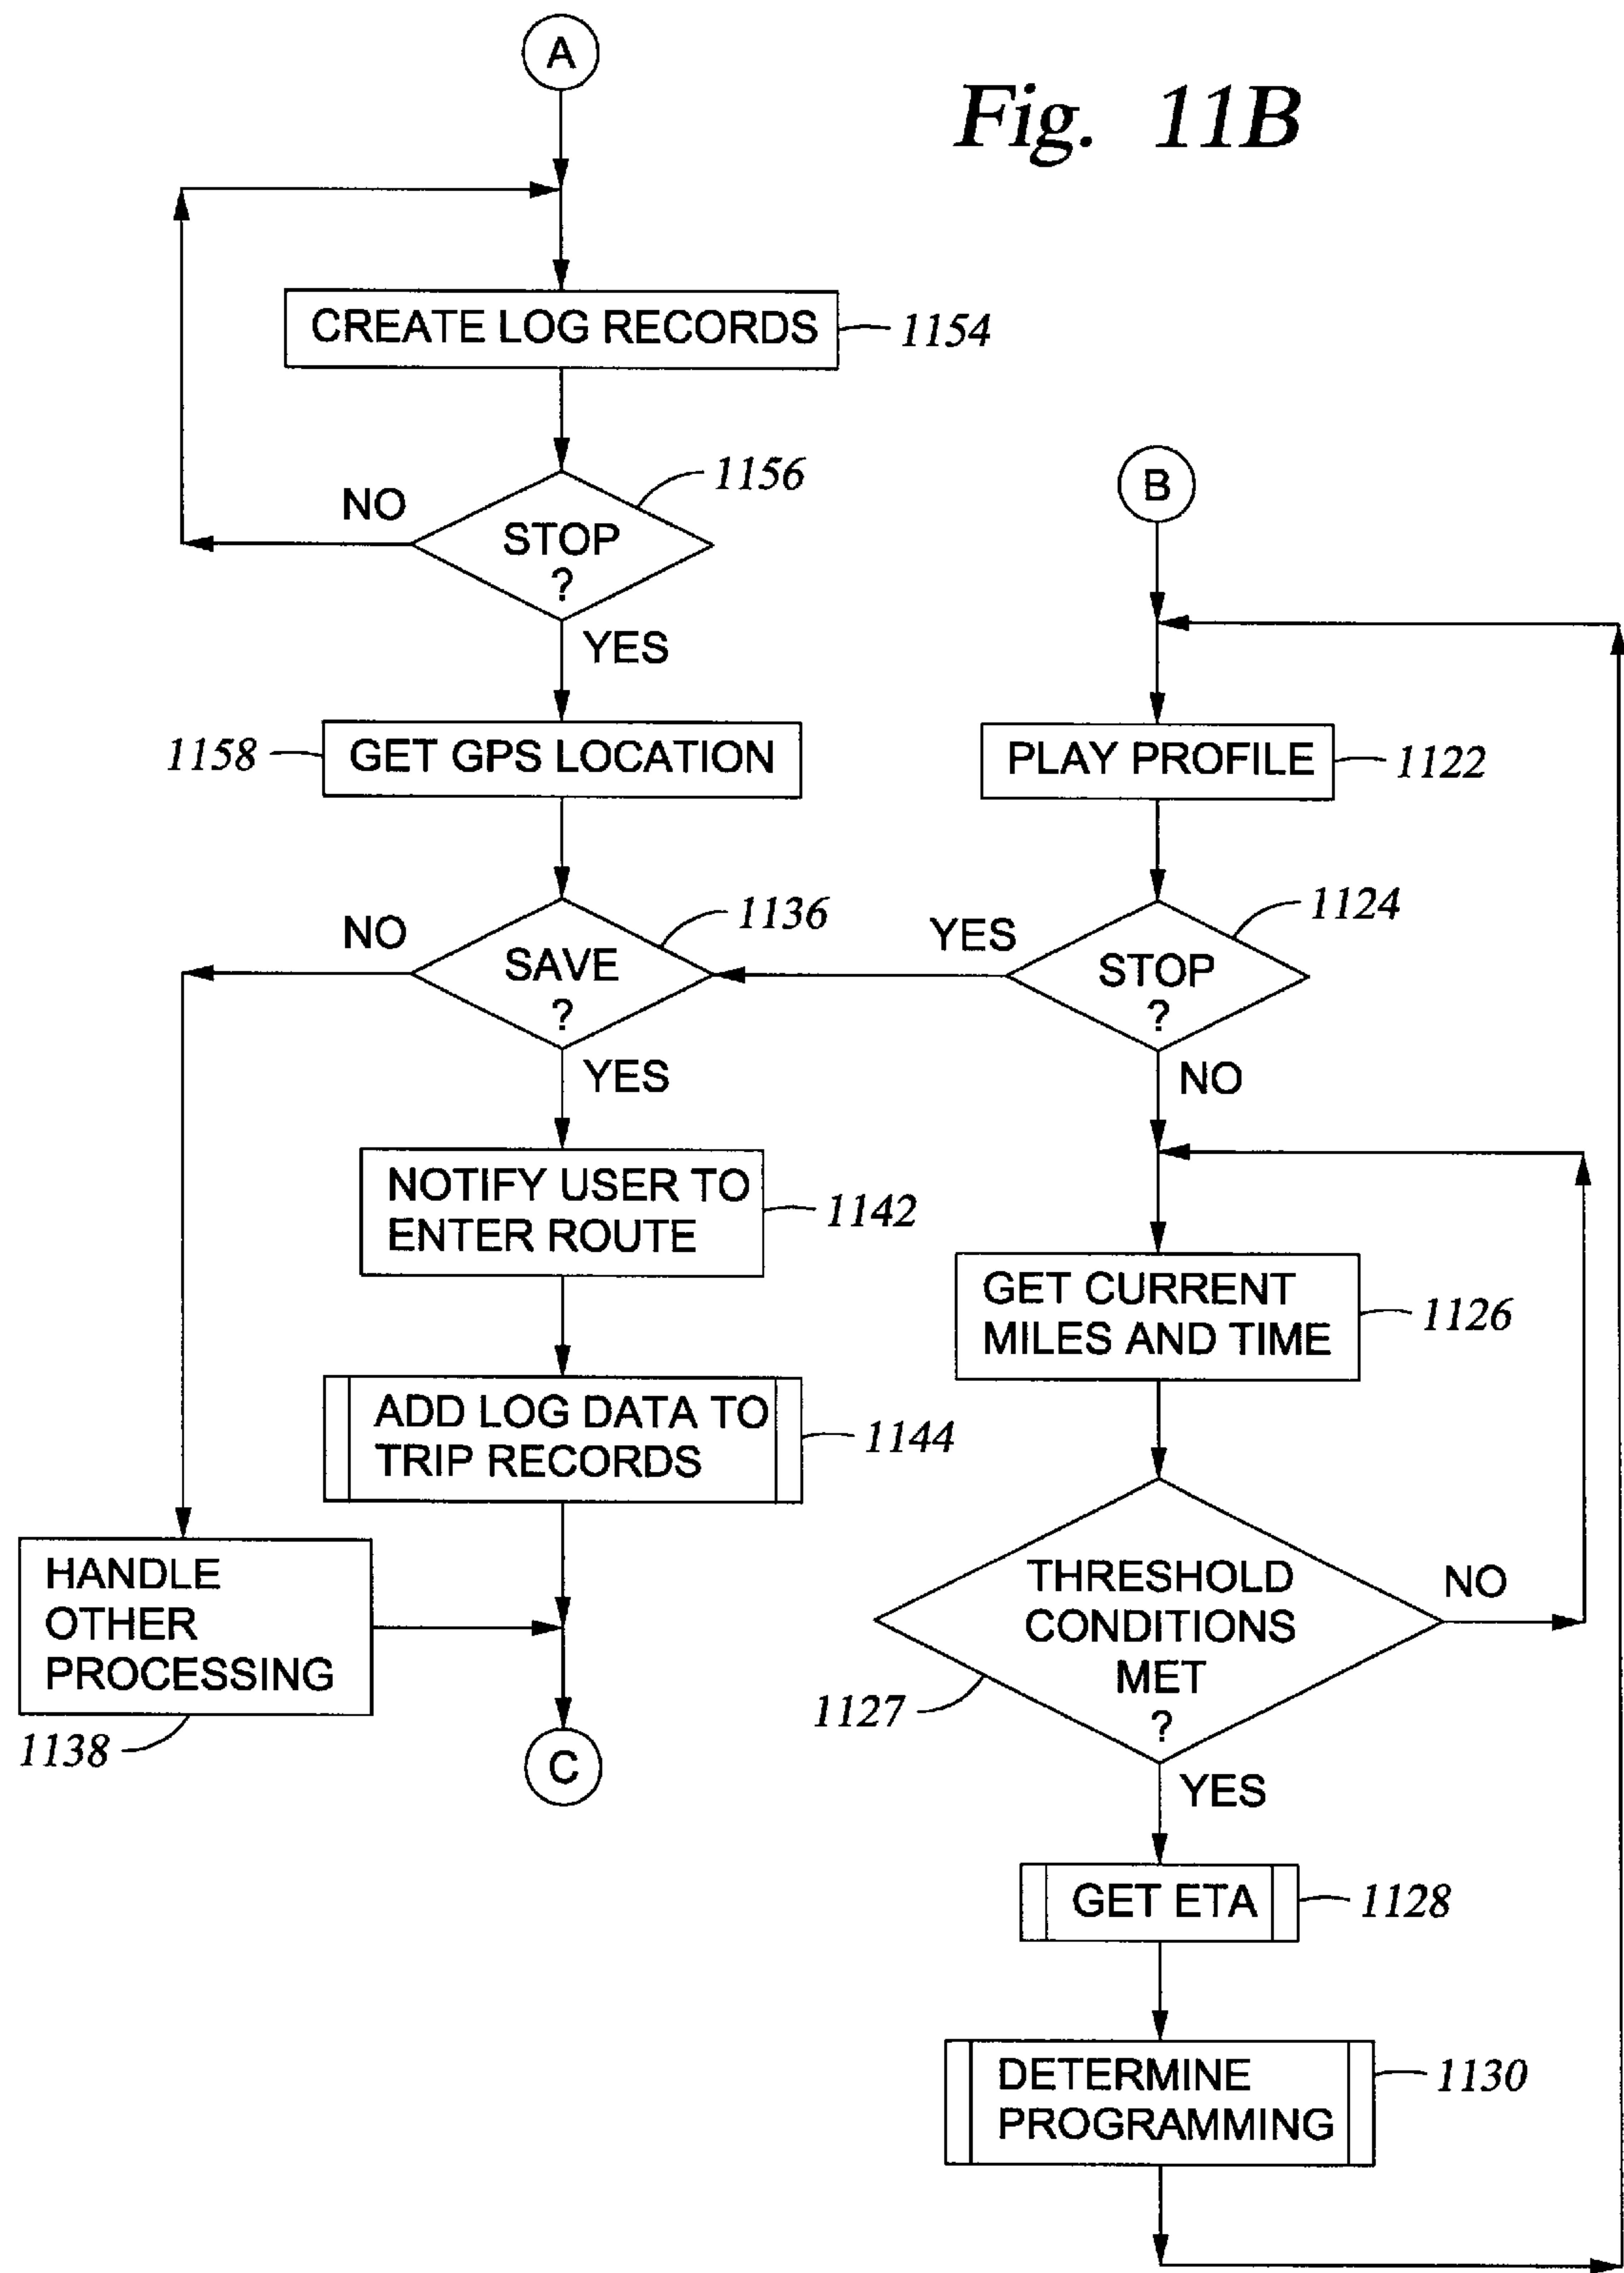 A
Fig. 11B
CREATE LOG RECORDS
1154
1156
NO
STOP
?
YES
1158
GET GPS LOCATION
1136
NO
SAVE
?
YES
NOTIFY USER TO
ENTER ROUTE
1142
ADD LOG DATA TO
TRIP RECORDS
1144
HANDLE
OTHER
PROCESSING
1138
C
B
PLAY PROFILE
1122
1124
YES
STOP
?
NO
GET CURRENT
MILES AND TIME
1126
THRESHOLD
CONDITIONS
MET
?
NO
1127
YES
GET ETA
1128
DETERMINE
PROGRAMMING
1130